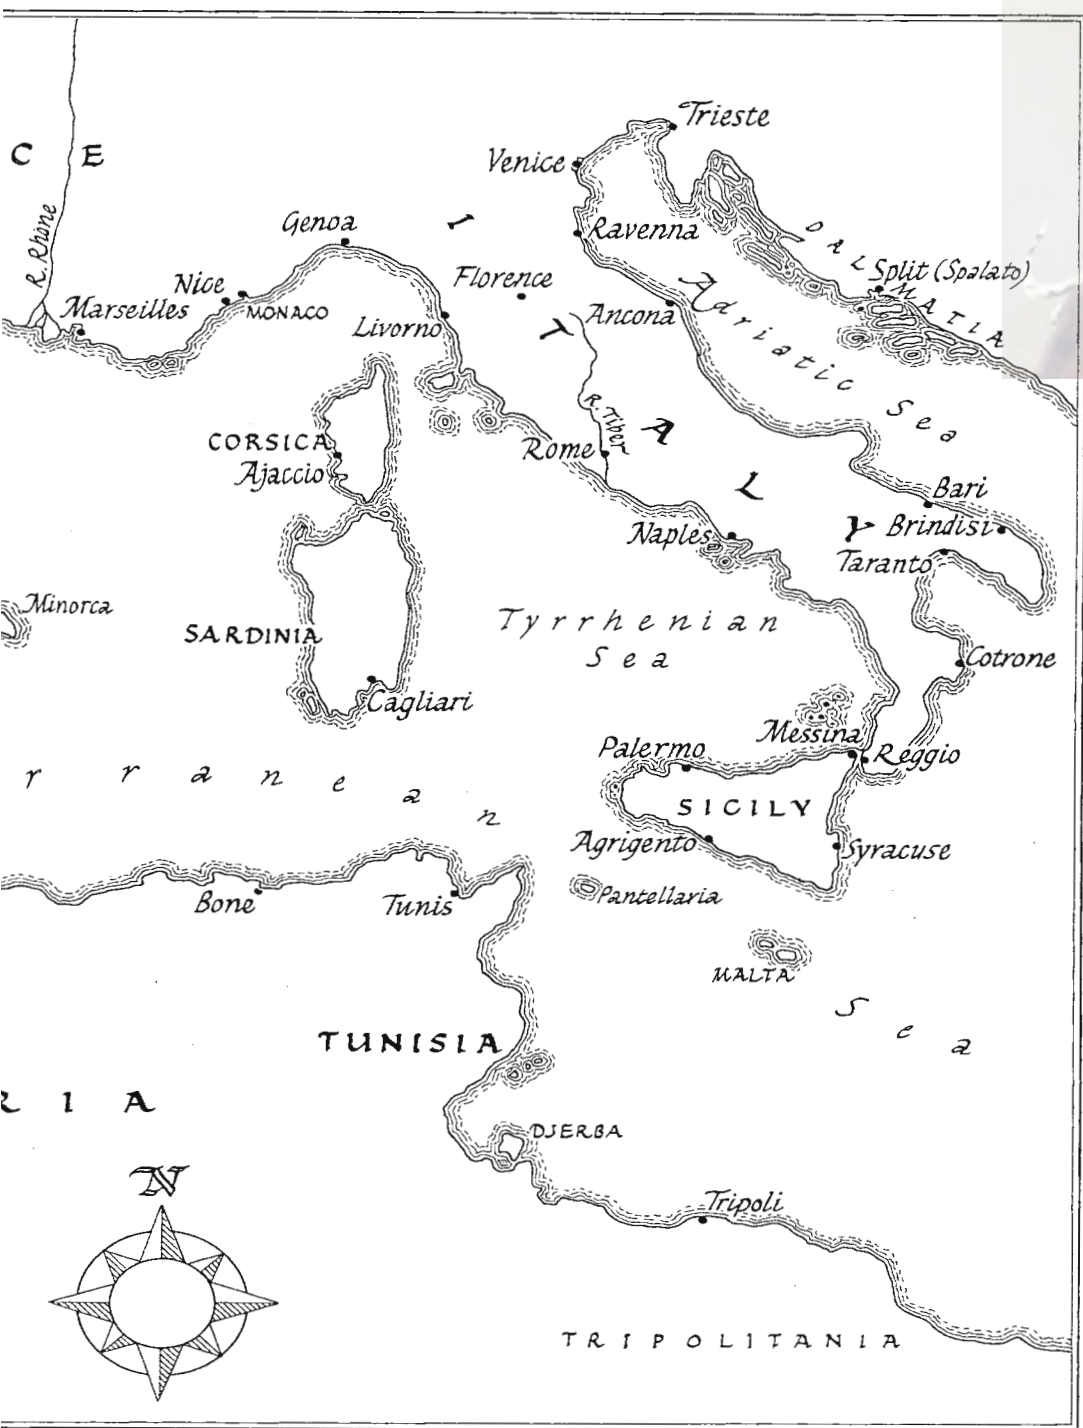 Trieste
C E
Venice
R. Rhône
Genoa
I
Ravenna
DALMATIA
Florence
Split (Spalato)
Nice
MONACO
Marseilles
Livorno
Ancona
Adriatic Sea
T
R. Tiber
A
CORSICA
Rome
Ajaccio
L
Bari
Naples
Y
Brindisi
Taranto
Minorca
SARDINIA
Tyrrhenian
Sea
Cotrone
Cagliari
Messina
Palermo
Reggio
r r a n e a n
SICILY
Agrigento
Syracuse
Bone
Tunis
Pantellaria
MALTA
Sea
TUNISIA
R I A
DJERBA
N
Tripoli
TRIPOLITANIA